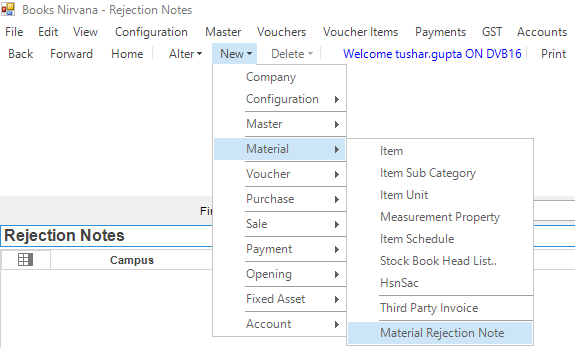 Books Nirvana - Rejection Notes
File Edit View Configuration Master Vouchers Voucher Items Payments GST Accounts
Back Forward Home Alter New Delete Welcome tushar.gupta ON DVB16 Print
Company
Configuration
Master
Material
Item
Voucher
Item Sub Category
Purchase
Item Unit
Fi
Measurement Property
Sale
Rejection Notes
Item Schedule
Payment
Campus
Stock Book Head List..
Opening
HsnSac
Fixed Asset
Third Party Invoice
Account
Material Rejection Note